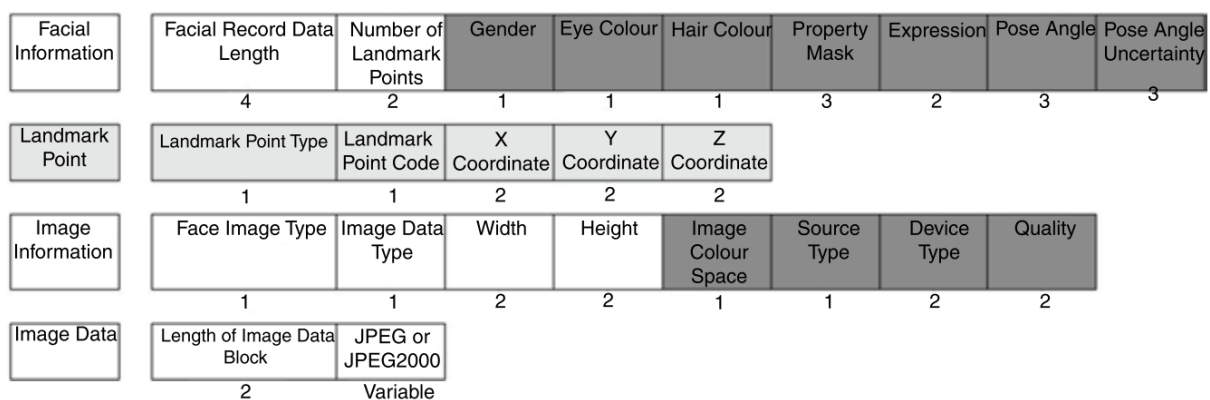 Facial
Information
Facial Record Data
Length
Number of
Landmark
Points
Gender
Eye Colour
Hair Colour
Property
Mask
Expression
Pose Angle
Pose Angle
Uncertainty
4
2
1
1
1
3
2
3
3
Landmark
Point
Landmark Point Type
Landmark
Point Code
X
Coordinate
Y
Coordinate
Z
Coordinate
1
1
2
2
2
Image
Information
Face Image Type
Image Data
Type
Width
Height
Image
Colour
Space
Source
Type
Device
Type
Quality
1
1
2
2
1
1
2
2
Image Data
Length of Image Data
Block
JPEG or
JPEG2000
2
Variable